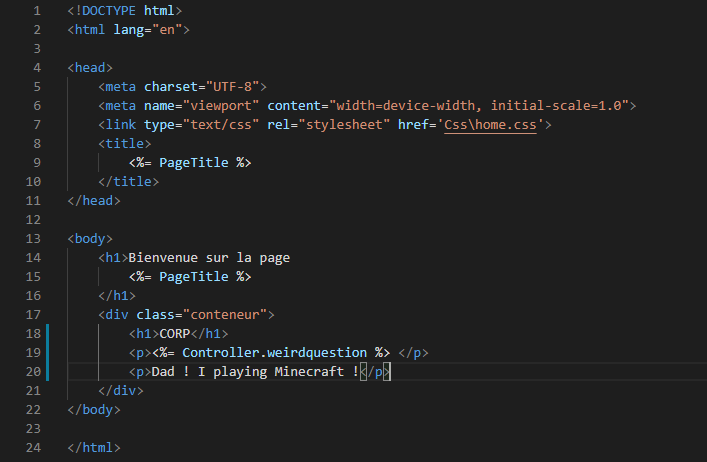 1 <!DOCTYPE html>
2 <html lang="en">
3
4 <head>
5     <meta charset="UTF-8">
6     <meta name="viewport" content="width=device-width, initial-scale=1.0">
7     <link type="text/css" rel="stylesheet" href='Css\home.css'>
8     <title>
9         <%= PageTitle %>
10     </title>
11 </head>
12
13 <body>
14     <h1>Bienvenue sur la page
15         <%= PageTitle %>
16     </h1>
17     <div class="conteneur">
18         <h1>CORP</h1>
19         <p><%= Controller.weirdquestion %> </p>
20         <p>Dad ! I playing Minecraft !</p>
21     </div>
22 </body>
23
24 </html>